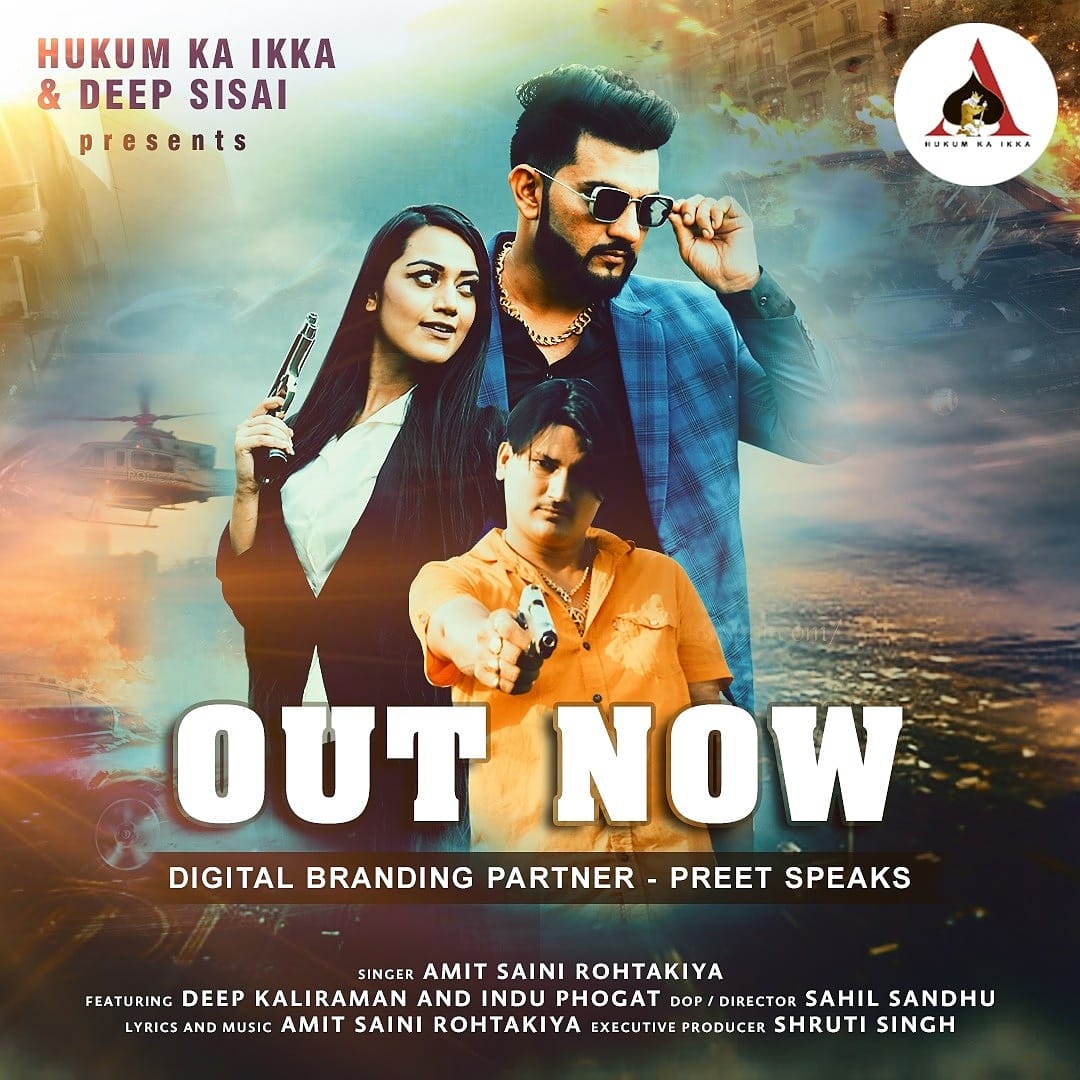 HUKUM KA IKKA
& DEEP SISAI
presents
HUKUM KA IKKA
OUT NOW
DIGITAL BRANDING PARTNER - PREET SPEAKS
SINGER AMIT SAINI ROHTAKIYA
FEATURING DEEP KALIRAMAN AND INDU PHOGAT DOP / DIRECTOR SAHIL SANDHU
LYRICS AND MUSIC AMIT SAINI ROHTAKIYA EXECUTIVE PRODUCER SHRUTI SINGH